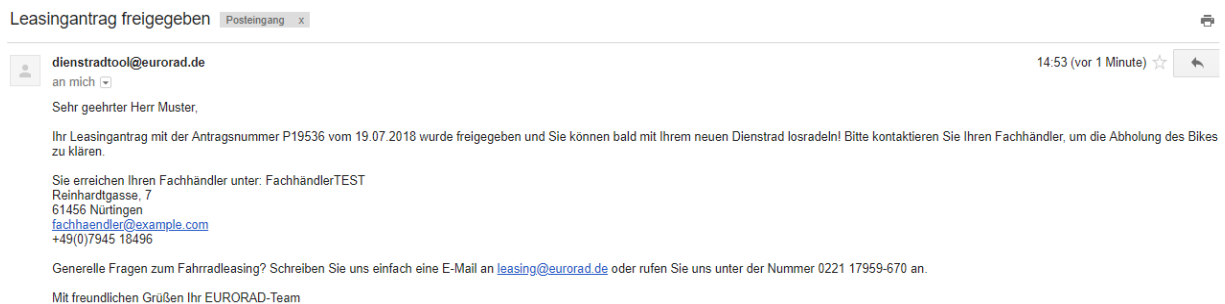 Leasingantrag freigegeben Posteingang x
dienstradtool@eurorad.de 14:53 (vor 1 Minute)
an mich
Sehr geehrter Herr Muster,
Ihr Leasingantrag mit der Antragsnummer P19536 vom 19.07.2018 wurde freigegeben und Sie können bald mit Ihrem neuen Dienstrad losradeln! Bitte kontaktieren Sie Ihren Fachhändler, um die Abholung des Bikes
zu klären.
Sie erreichen Ihren Fachhändler unter: FachhändlerTEST
Reinhardtgasse, 7
61456 Nürtingen
fachhaendler@example.com
+49(0)7945 18496
Generelle Fragen zum Fahrradleasing? Schreiben Sie uns einfach eine E-Mail an leasing@eurorad.de oder rufen Sie uns unter der Nummer 0221 17959-670 an.
Mit freundlichen Grüßen Ihr EURORAD-Team